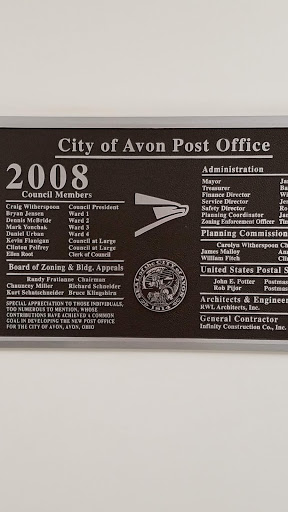 City of Avon Post Office
2008
Council Members
Craig Witherspoon Council President
Bryan Jensen Ward 1
Dennis McBride Ward 2
Mark Yonchak Ward 3
Daniel Urban Ward 4
Kevin Flanigan Council at Large
Clinton Pelfrey Council at Large
Ellen Root Clerk of Council
Board of Zoning & Bldg. Appeals
Randy Fratianne Chairman
Chauncey Miller Richard Schneider
Kurt Schatschneider Bruce Klingshirn
SPECIAL APPRECIATION TO THOSE INDIVIDUALS,
TOO NUMEROUS TO MENTION, WHOSE
CONTRIBUTIONS HAVE ACHIEVED A COMMON
GOAL IN DEVELOPING THE NEW POST OFFICE
FOR THE CITY OF AVON, AVON, OHIO
Administration
Mayor
Treasurer
Finance Director
Service Director
Safety Director
Planning Coordinator
Zoning Enforcement Officer
Planning Commission
Carolyn Witherspoon
James Malloy
William Fitch
United States Postal
John E. Potter
Rob Pijor
Architects &
RWL Architects, Inc.
General Contractor
Infinity Construction Co., Inc.